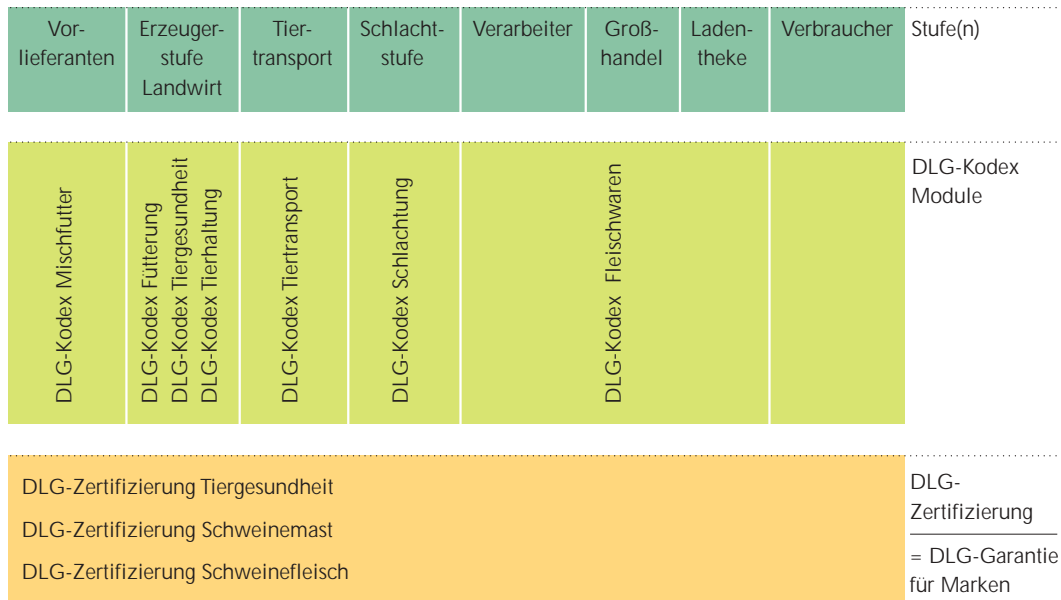 Vor-
lieferanten
Erzeuger-
stufe
Landwirt
Tier-
transport
Schlacht-
stufe
Verarbeiter
Groß-
handel
Laden-
theke
Verbraucher
Stufe(n)
DLG-Kodex Mischfutter
DLG-Kodex Fütterung
DLG-Kodex Tiergesundheit
DLG-Kodex Tierhaltung
DLG-Kodex Tiertransport
DLG-Kodex Schlachtung
DLG-Kodex Fleischwaren
DLG-Kodex
Module
DLG-Zertifizierung Tiergesundheit
DLG-Zertifizierung Schweinemast
DLG-Zertifizierung Schweinefleisch
DLG-
Zertifizierung
= DLG-Garantie
für Marken